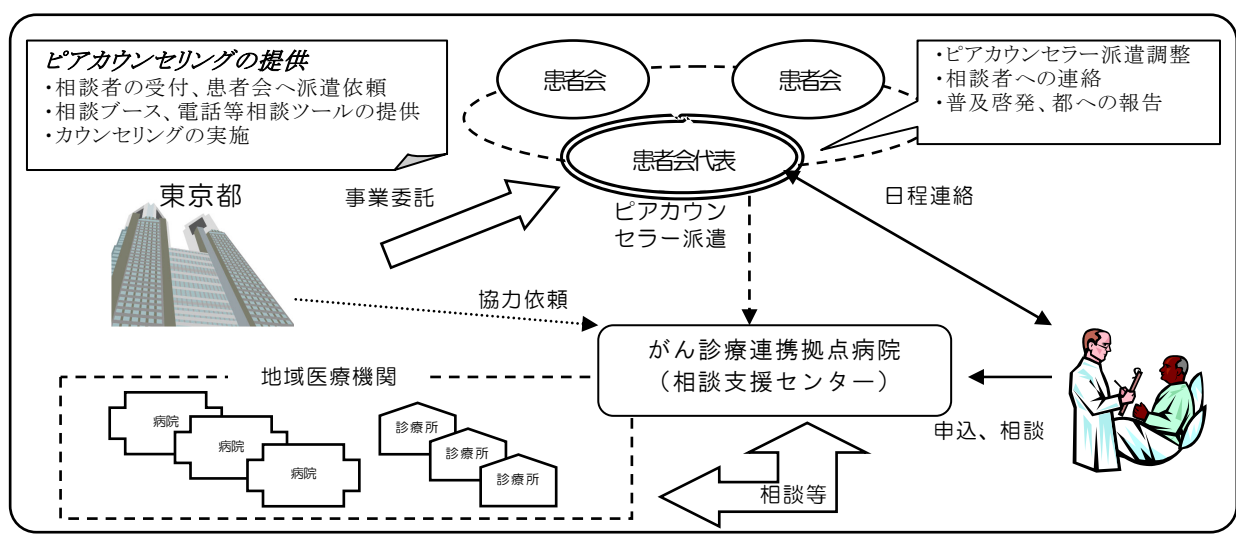 ピアカウンセリングの提供
・相談者の受付、患者会へ派遣依頼
・相談ブース、電話等相談ツールの提供
・カウンセリングの実施
患者会
患者会
・ピアカウンセラー派遣調整
・相談者への連絡
・普及啓発、都への報告
患者会代表
東京都
事業委託
ピアカウン
セラー派遣
日程連絡
協力依頼
がん診療連携拠点病院
（相談支援センター）
地域医療機関
病院
病院
病院
診療所
診療所
診療所
申込、相談
相談等